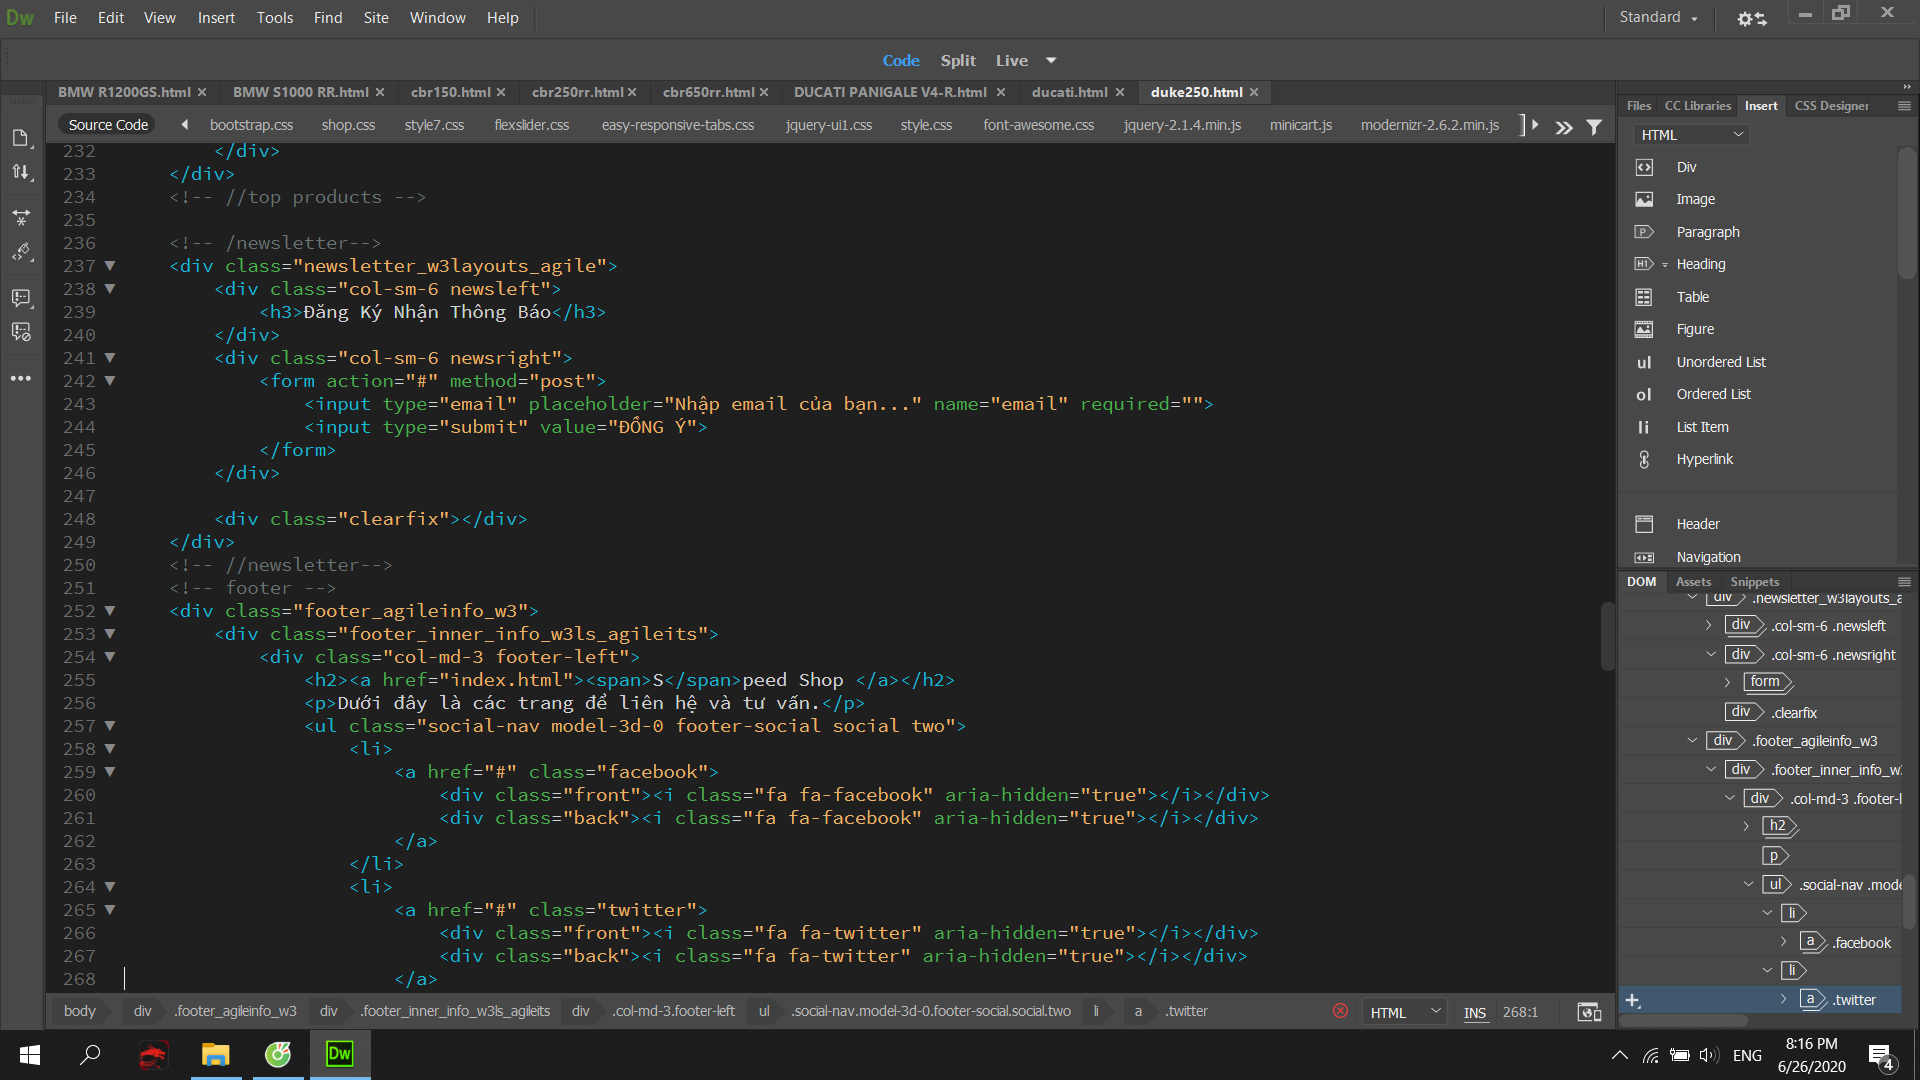 Dw File Edit View Insert Tools Find Site Window Help Standard
Code Split Live
BMW R1200GS.html BMW S1000 RR.html cbr150.html cbr250rr.html cbr650rr.html DUCATI PANIGALE V4-R.html ducati.html duke250.html
Source Code bootstrap.css shop.css style7.css flexslider.css easy-responsive-tabs.css jquery-ui1.css style.css font-awesome.css jquery-2.1.4.min.js minicart.js modernizr-2.6.2.min.js
232 </div>
233 </div>
234 <!-- //top products -->
235
236 <!-- /newsletter-->
237 <div class="newsletter_w3layouts_agile">
238 <div class="col-sm-6 newsleft">
239 <h3>Đăng Ký Nhận Thông Báo</h3>
240 </div>
241 <div class="col-sm-6 newsright">
242 <form action="#" method="post">
243 <input type="email" placeholder="Nhập email của bạn..." name="email" required="">
244 <input type="submit" value="ĐỒNG Ý">
245 </form>
246 </div>
247
248 <div class="clearfix"></div>
249 </div>
250 <!-- //newsletter-->
251 <!-- footer -->
252 <div class="footer_agileinfo_w3">
253 <div class="footer_inner_info_w3ls_agileits">
254 <div class="col-md-3 footer-left">
255 <h2><a href="index.html"><span>S</span>peed Shop </a></h2>
256 <p>Dưới đây là các trang để liên hệ và tư vấn.</p>
257 <ul class="social-nav model-3d-0 footer-social social two">
258 <li>
259 <a href="#" class="facebook">
260 <div class="front"><i class="fa fa-facebook" aria-hidden="true"></i></div>
261 <div class="back"><i class="fa fa-facebook" aria-hidden="true"></i></div>
262 </a>
263 </li>
264 <li>
265 <a href="#" class="twitter">
266 <div class="front"><i class="fa fa-twitter" aria-hidden="true"></i></div>
267 <div class="back"><i class="fa fa-twitter" aria-hidden="true"></i></div>
268 </a>
body div .footer_agileinfo_w3 div .footer_inner_info_w3ls_agileits div .col-md-3.footer-left ul .social-nav.model-3d-0.footer-social.social.two li a .twitter HTML INS 268:1
Files CC Libraries Insert CSS Designer
HTML
Div
Image
Paragraph
Heading
Table
Figure
ul Unordered List
ol Ordered List
li List Item
Hyperlink
Header
Navigation
DOM Assets Snippets
div .newsletter_w3layouts_a
div .col-sm-6 .newsleft
div .col-sm-6 .newsright
form
div .clearfix
div .footer_agileinfo_w3
div .footer_inner_info_w
div .col-md-3 .footer-l
h2
p
ul .social-nav .mode
li
a .facebook
li
a .twitter
Dw ENG 8:16 PM
6/26/2020 4